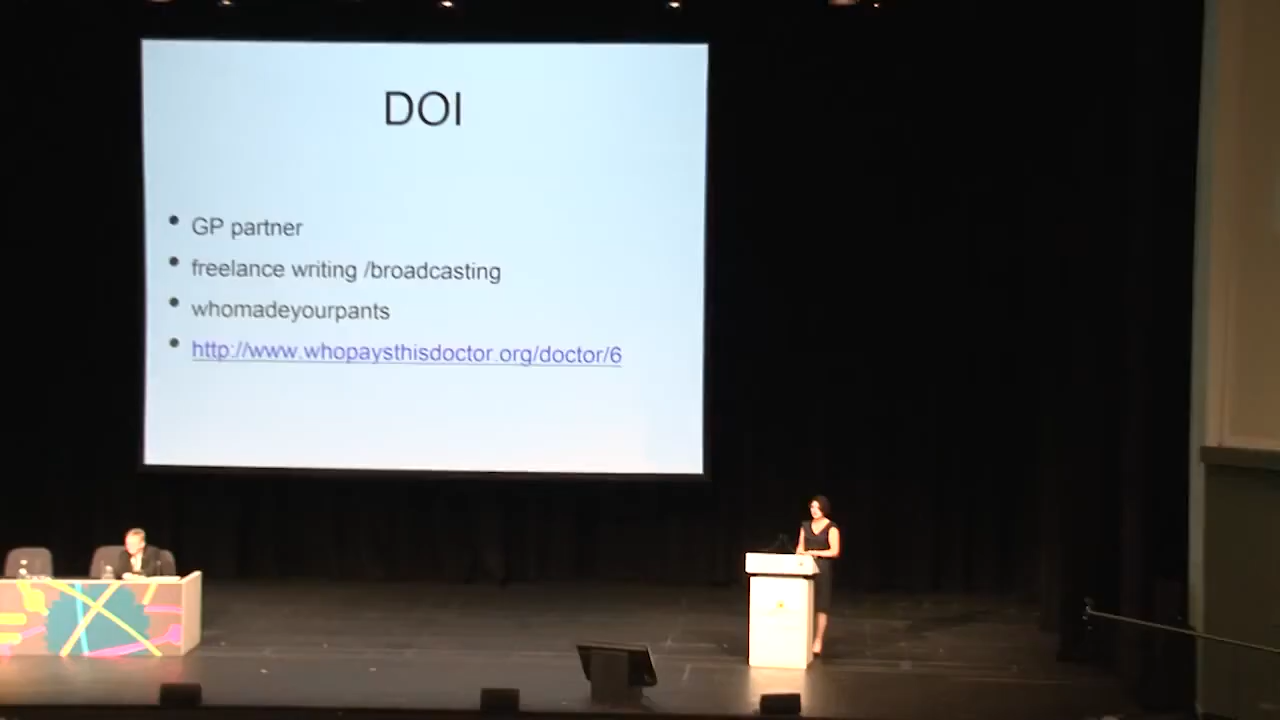 DOI
GP partner
freelance writing /broadcasting
whomadeyourpants
http://www.whopaysthisdoctor.org/doctor/6